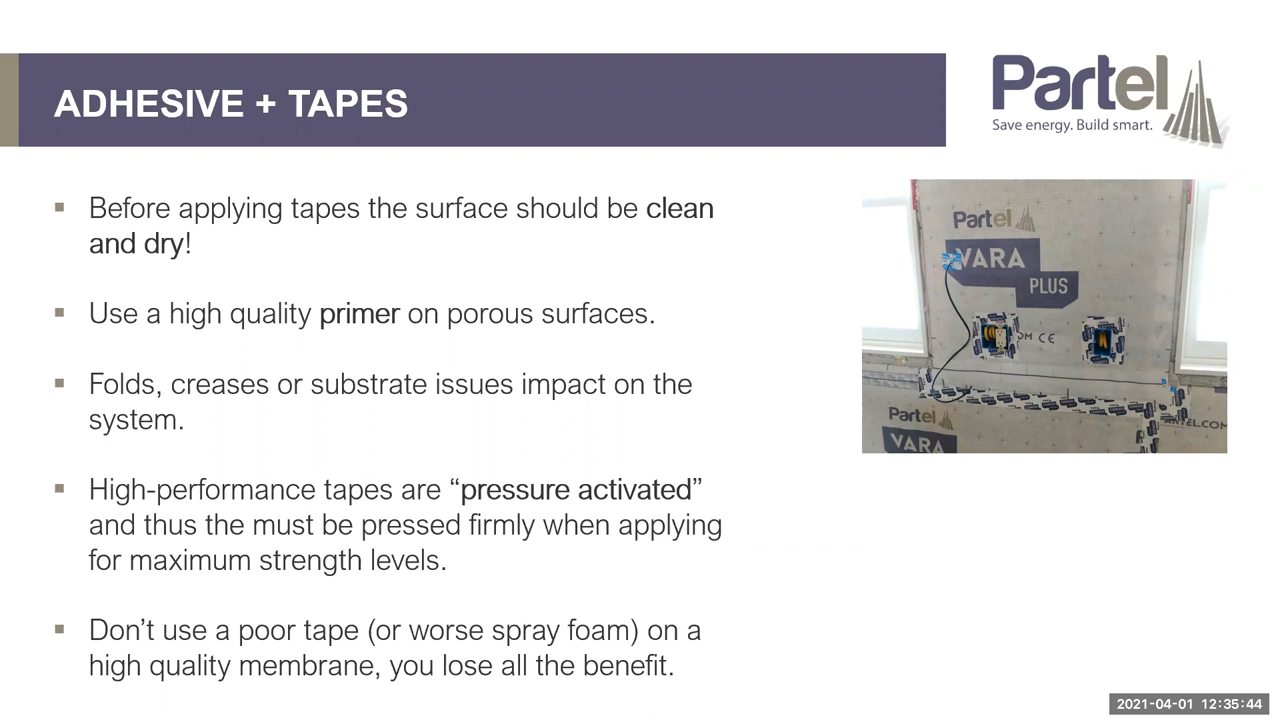 ADHESIVE + TAPES
Partel
Save energy. Build smart.
▪ Before applying tapes the surface should be clean
and dry!
▪ Use a high quality primer on porous surfaces.
▪ Folds, creases or substrate issues impact on the
system.
▪ High-performance tapes are “pressure activated”
and thus the must be pressed firmly when applying
for maximum strength levels.
▪ Don’t use a poor tape (or worse spray foam) on a
high quality membrane, you lose all the benefit.
Partel
VARA
PLUS
CE
Partel
VARA
2021-04-01 12:35:44